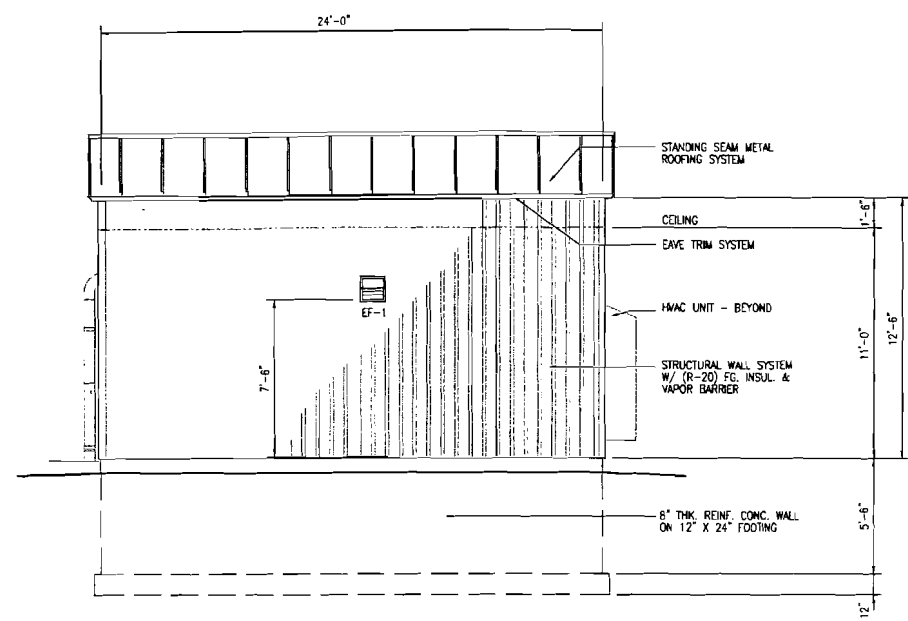 24'-0"
STANDING SEAM METAL
ROOFING SYSTEM
CEILING
1'-6"
EAVE TRIM SYSTEM
EF-1
HVAC UNIT - BEYOND
7'-6"
11'-0"
12'-6"
STRUCTURAL WALL SYSTEM
W/ (R-20) FG. INSUL. &
VAPOR BARRIER
8" THK. REINF. CONC. WALL
ON 12" X 24" FOOTING
5'-6"
12"